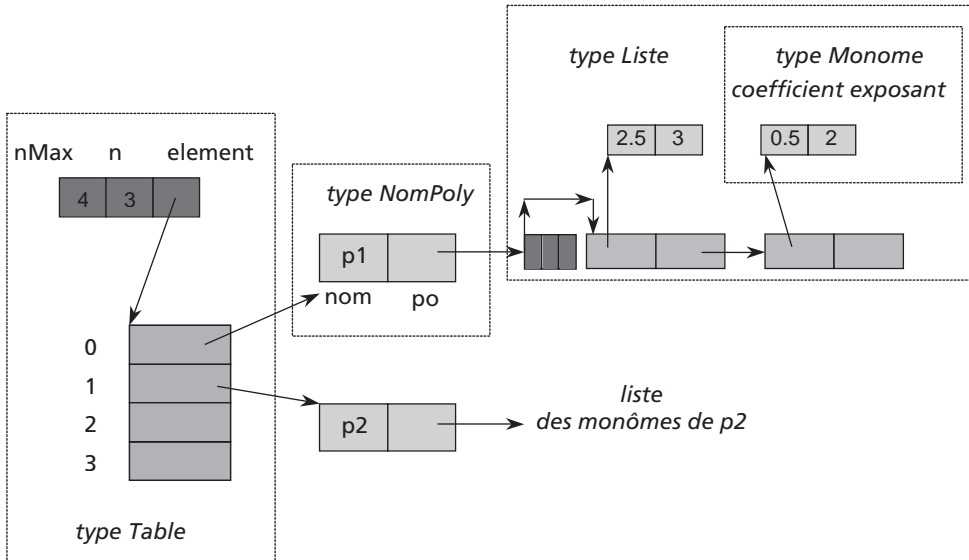 type Liste
type Monome
coefficient exposant
2.5 3
0.5 2
nMax n element
4 3
type NomPoly
p1
nom po
0
1
2
3
p2
liste
des monômes de p2
type Table